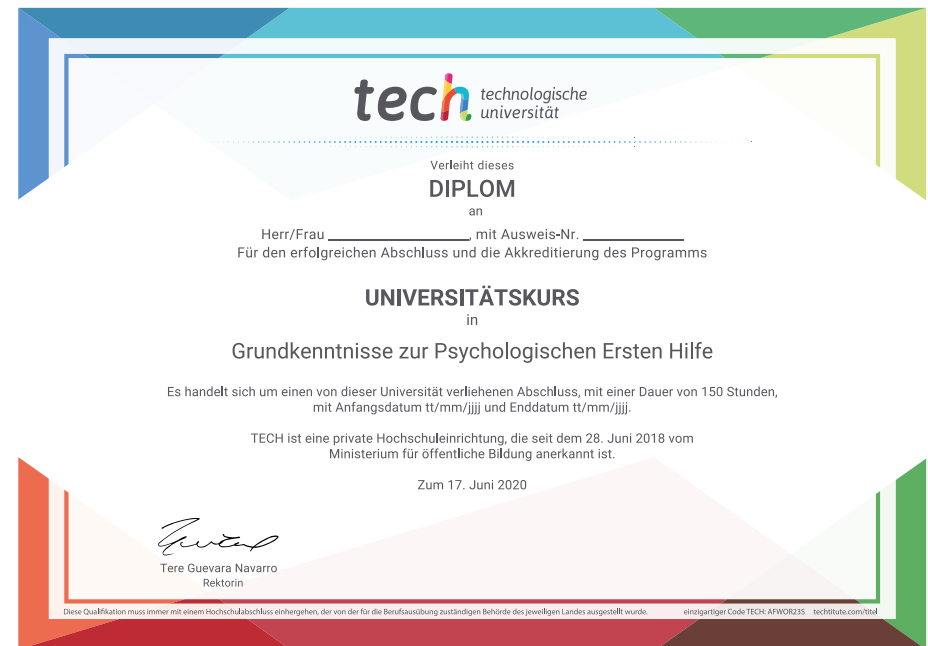 tech technologische
universität
Verleiht dieses
DIPLOM
an
Herr/Frau ____________________, mit Ausweis-Nr. ______________
Für den erfolgreichen Abschluss und die Akkreditierung des Programms
UNIVERSITÄTSKURS
in
Grundkenntnisse zur Psychologischen Ersten Hilfe
Es handelt sich um einen von dieser Universität verliehenen Abschluss, mit einer Dauer von 150 Stunden,
mit Anfangsdatum tt/mm/jjjj und Enddatum tt/mm/jjjj.
TECH ist eine private Hochschuleinrichtung, die seit dem 28. Juni 2018 vom
Ministerium für öffentliche Bildung anerkannt ist.
Zum 17. Juni 2020
Tere Guevara Navarro
Rektorin
Diese Qualifikation muss immer mit einem Hochschulabschluss einhergehen, der von der für die Berufsausübung zuständigen Behörde des jeweiligen Landes ausgestellt wurde. einzigartiger Code TECH: AFWOR23S techtitute.com/titel